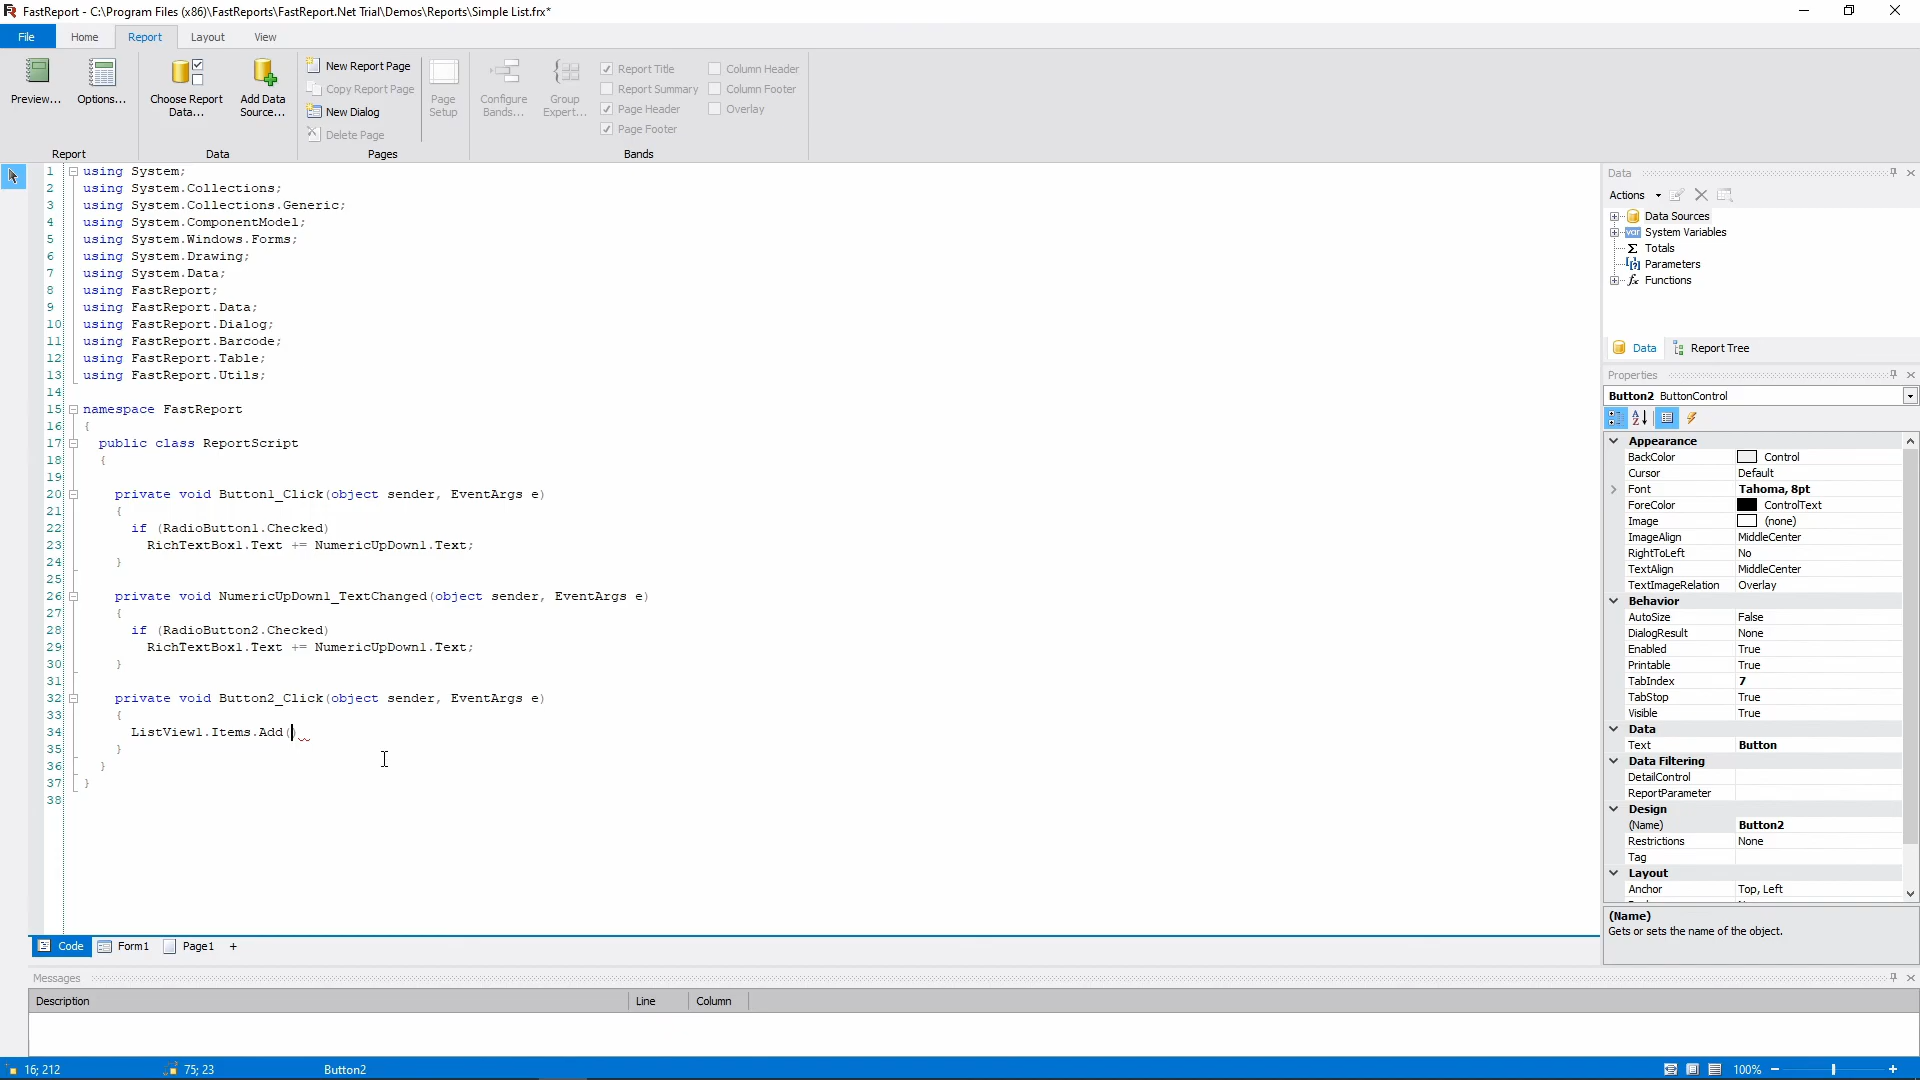 FastReport - C:\Program Files (x86)\FastReports\FastReport.Net Trial\Demos\Reports\Simple List.frx*
File Home Report Layout View
Preview... Options... Choose Report Data... Add Data Source... New Report Page Copy Report Page New Dialog Delete Page Page Setup Configure Bands... Group Expert... Report Title Report Summary Page Header Page Footer Column Header Column Footer Overlay
Report Data Pages Bands
1 using System;
2 using System.Collections;
3 using System.Collections.Generic;
4 using System.ComponentModel;
5 using System.Windows.Forms;
6 using System.Drawing;
7 using System.Data;
8 using FastReport;
9 using FastReport.Data;
10 using FastReport.Dialog;
11 using FastReport.Barcode;
12 using FastReport.Table;
13 using FastReport.Utils;
14
15 namespace FastReport
16 {
17 public class ReportScript
18 {
19
20 private void Button1_Click(object sender, EventArgs e)
21 {
22 if (RadioButton1.Checked)
23 RichTextBox1.Text += NumericUpDown1.Text;
24 }
25
26 private void NumericUpDown1_TextChanged(object sender, EventArgs e)
27 {
28 if (RadioButton2.Checked)
29 RichTextBox1.Text += NumericUpDown1.Text;
30 }
31
32 private void Button2_Click(object sender, EventArgs e)
33 {
34 ListView1.Items.Add()
35 }
36 }
37 }
38
Data
Actions
Data Sources
var System Variables
Σ Totals
[?] Parameters
fx Functions
Data Report Tree
Properties
Button2 ButtonControl
Appearance
BackColor Control
Cursor Default
Font Tahoma, 8pt
ForeColor ControlText
Image (none)
ImageAlign MiddleCenter
RightToLeft No
TextAlign MiddleCenter
TextImageRelation Overlay
Behavior
AutoSize False
DialogResult None
Enabled True
Printable True
TabIndex 7
TabStop True
Visible True
Data
Text Button
Data Filtering
DetailControl
ReportParameter
Design
(Name) Button2
Restrictions None
Tag
Layout
Anchor Top, Left
(Name)
Gets or sets the name of the object.
Code Form1 Page1 +
Messages
Description Line Column
16; 212 75; 23 Button2 100%